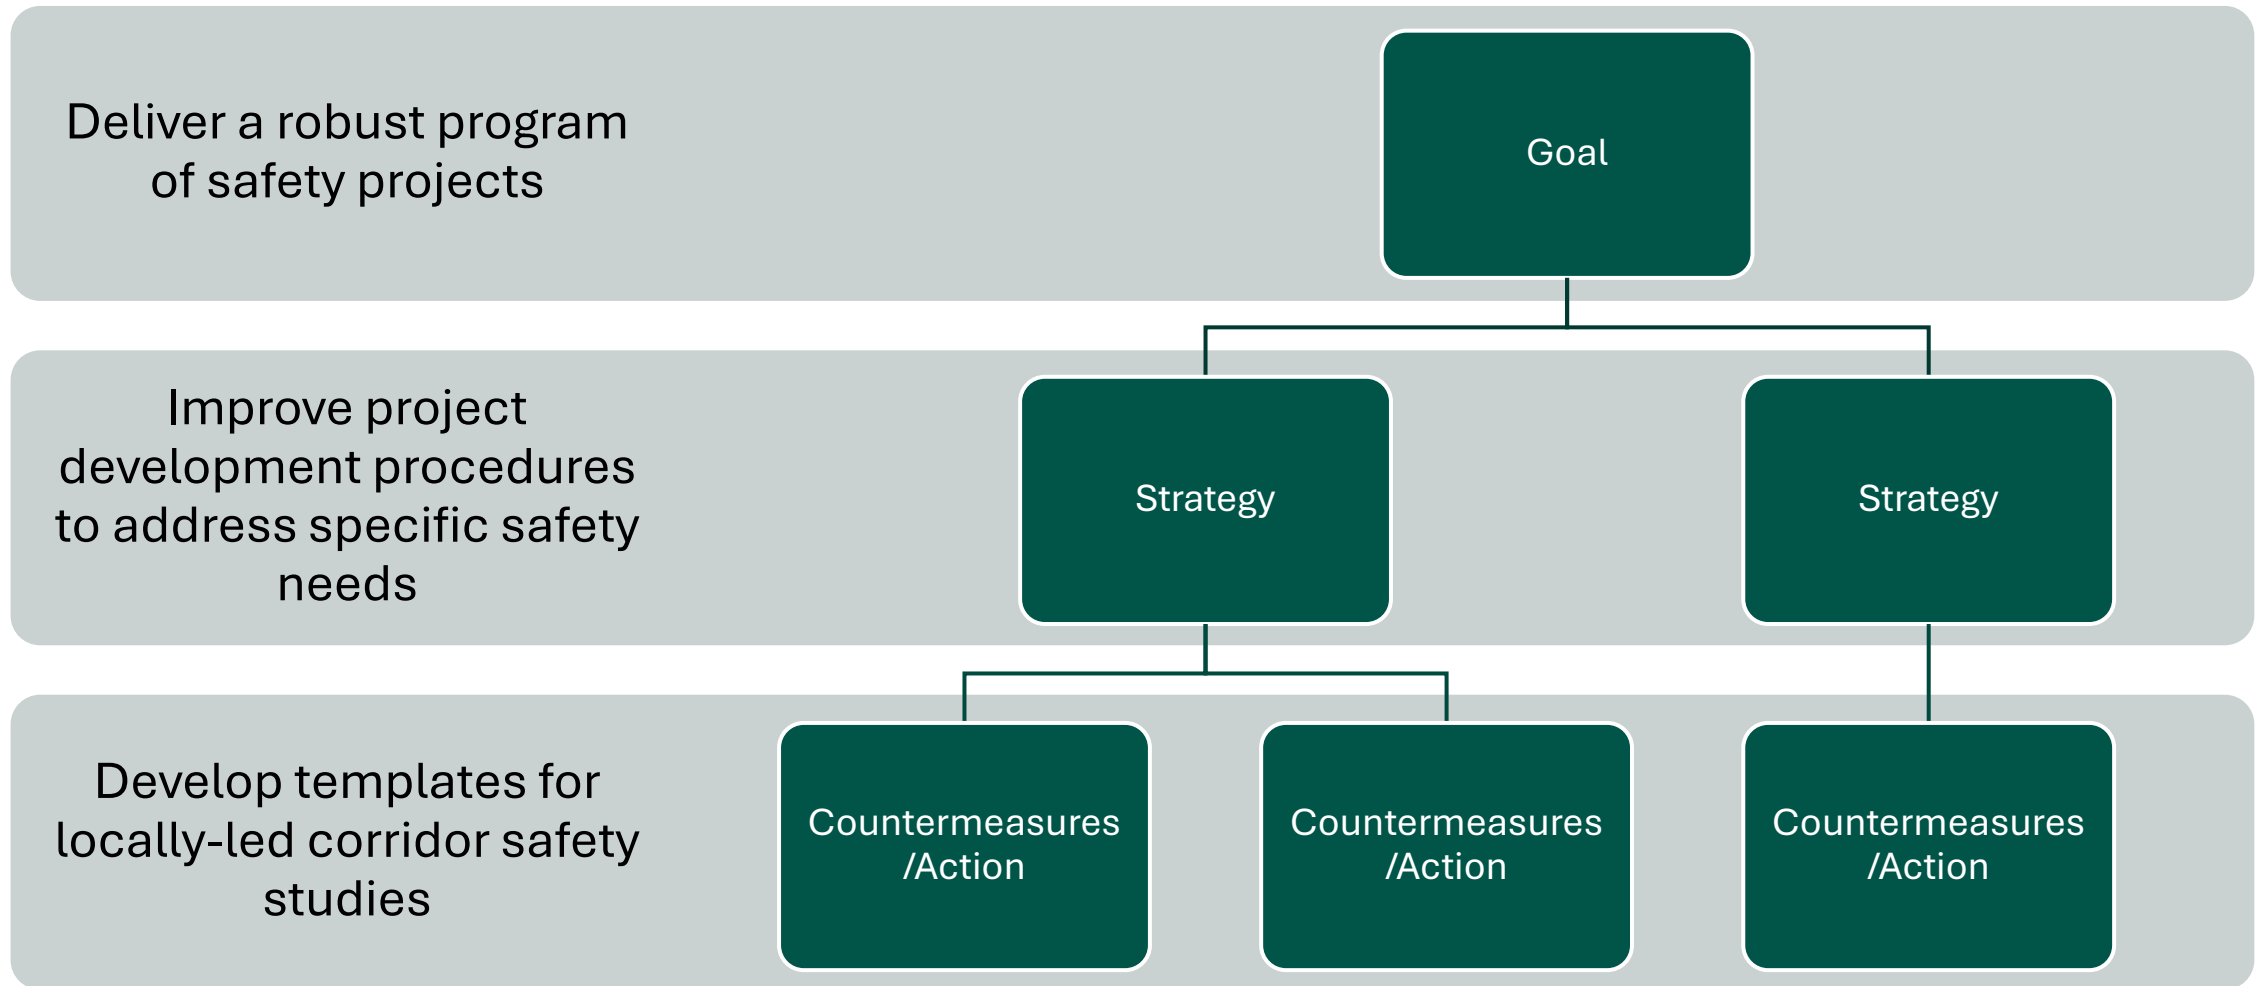 Deliver a robust program
of safety projects
Goal
Improve project
development procedures
to address specific safety
needs
Strategy
Strategy
Develop templates for
locally-led corridor safety
studies
Countermeasures
/Action
Countermeasures
/Action
Countermeasures
/Action